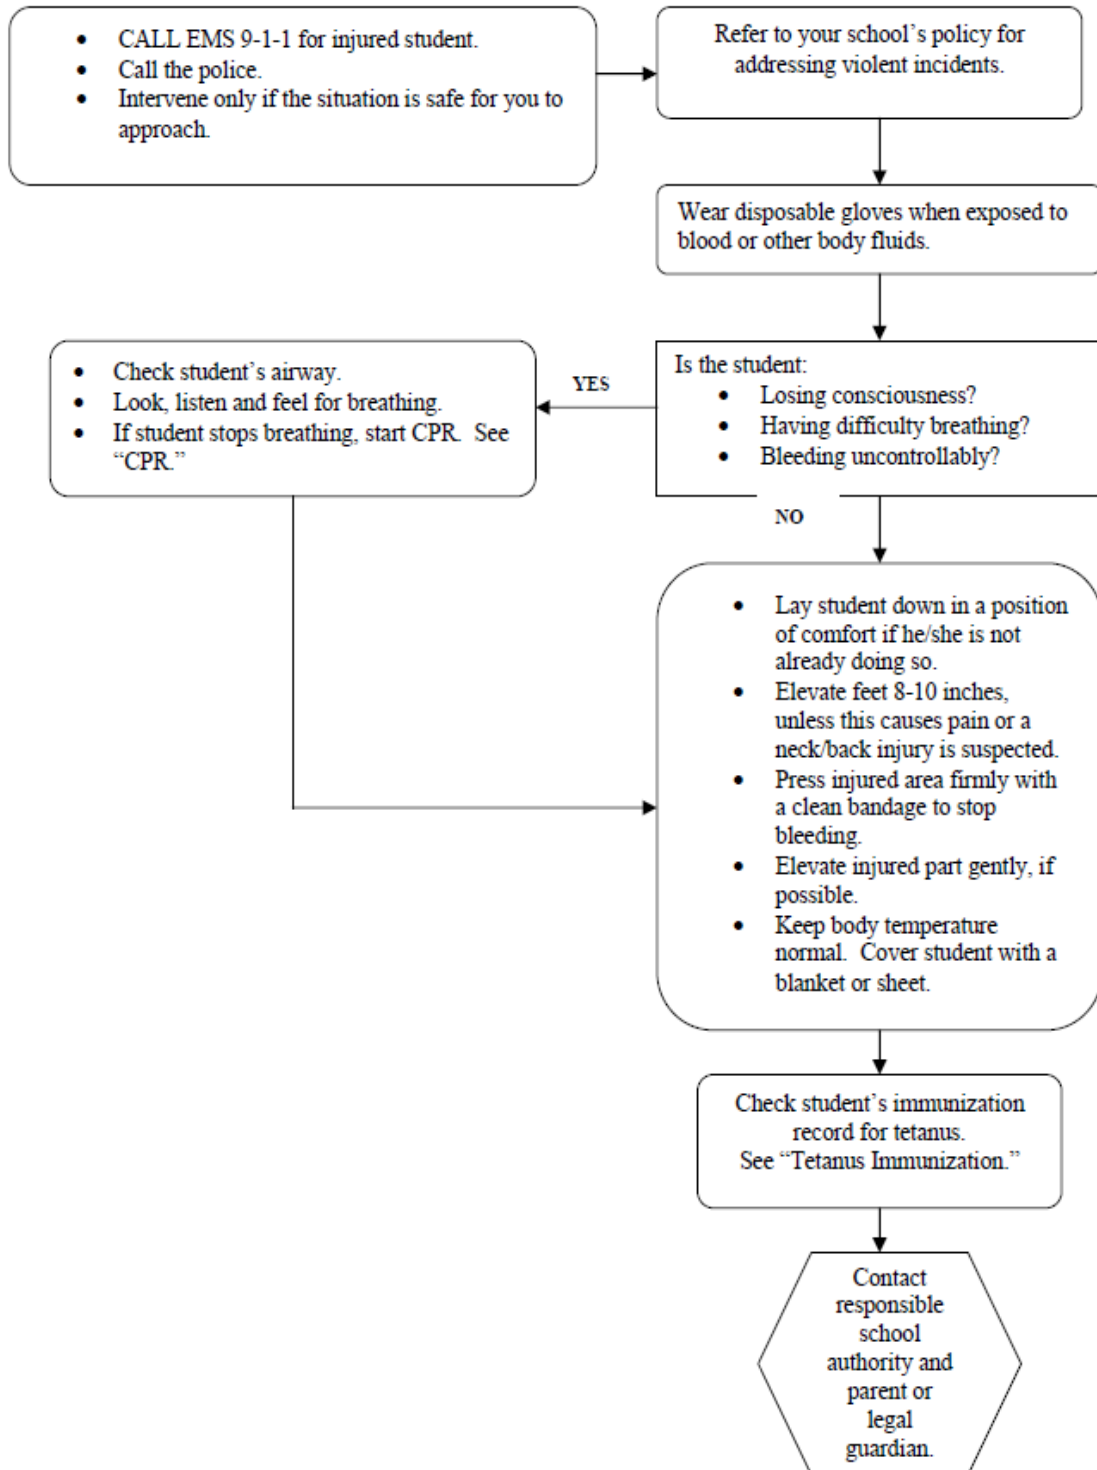 • CALL EMS 9-1-1 for injured student.
• Call the police.
• Intervene only if the situation is safe for you to
approach.
Refer to your school’s policy for
addressing violent incidents.
Wear disposable gloves when exposed to
blood or other body fluids.
Is the student:
• Losing consciousness?
• Having difficulty breathing?
• Bleeding uncontrollably?
YES
• Check student’s airway.
• Look, listen and feel for breathing.
• If student stops breathing, start CPR. See
“CPR.”
NO
• Lay student down in a position
of comfort if he/she is not
already doing so.
• Elevate feet 8-10 inches,
unless this causes pain or a
neck/back injury is suspected.
• Press injured area firmly with
a clean bandage to stop
bleeding.
• Elevate injured part gently, if
possible.
• Keep body temperature
normal. Cover student with a
blanket or sheet.
Check student’s immunization
record for tetanus.
See “Tetanus Immunization.”
Contact
responsible
school
authority and
parent or
legal
guardian.